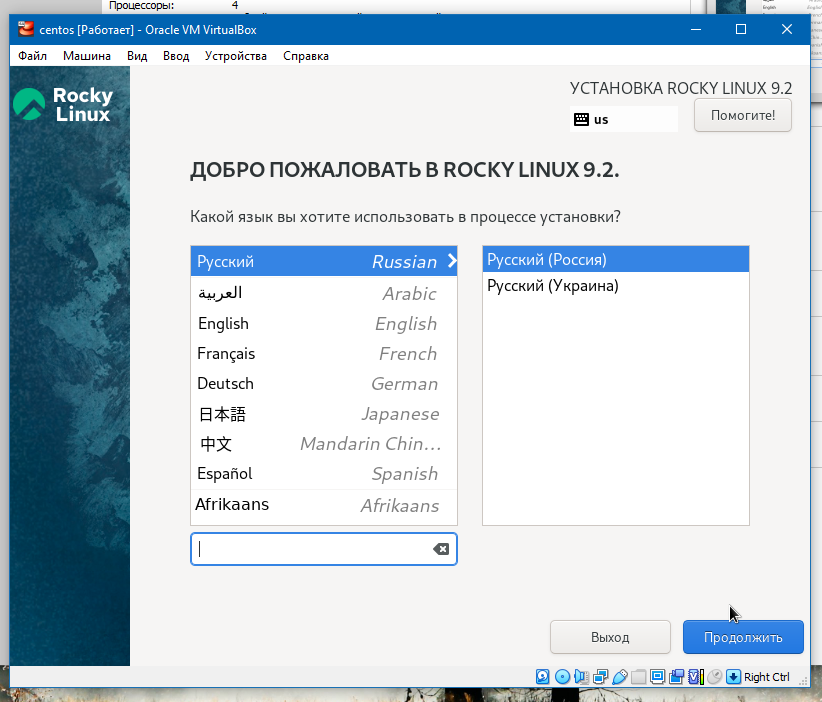 Процессоры: 4
centos [Работает] - Oracle VM VirtualBox
Файл Машина Вид Ввод Устройства Справка
Rocky Linux
УСТАНОВКА ROCKY LINUX 9.2
us
Помогите!
ДОБРО ПОЖАЛОВАТЬ В ROCKY LINUX 9.2.
Какой язык вы хотите использовать в процессе установки?
Русский Russian
العربية Arabic
English English
Français French
Deutsch German
日本語 Japanese
中文 Mandarin Chin...
Español Spanish
Afrikaans Afrikaans
Русский (Россия)
Русский (Украина)
Выход
Продолжить
Right Ctrl